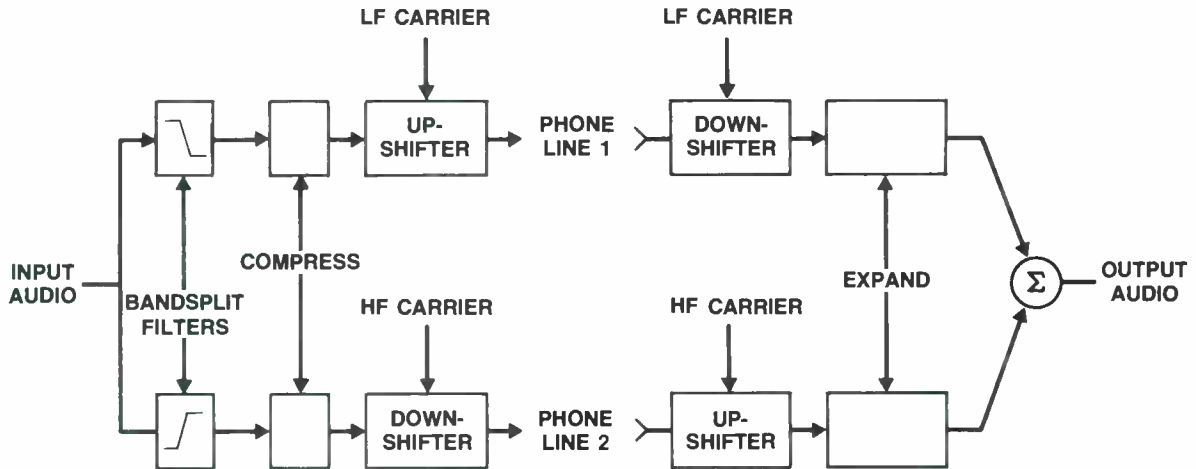 LF CARRIER
LF CARRIER
UP-
SHIFTER
PHONE
LINE 1
DOWN-
SHIFTER
INPUT
AUDIO
BANDSPLIT
FILTERS
COMPRESS
EXPAND
Σ
OUTPUT
AUDIO
HF CARRIER
HF CARRIER
DOWN-
SHIFTER
PHONE
LINE 2
UP-
SHIFTER